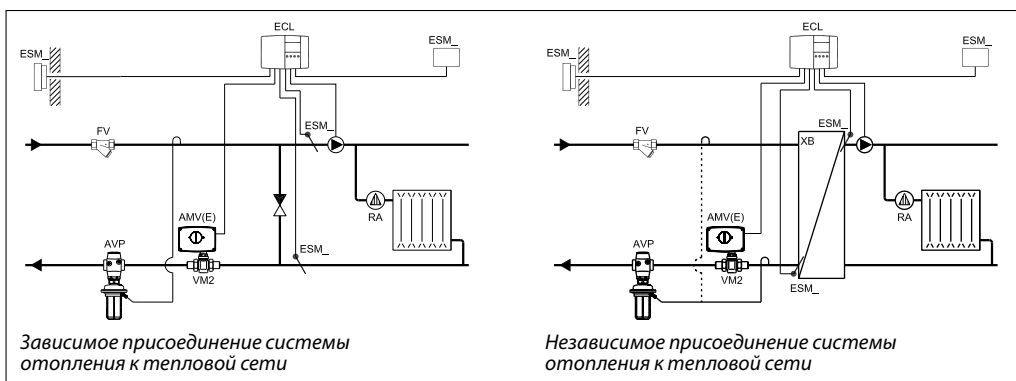 ECL
ESM_
ESM_
FV
ESM_
RA
AMV(E)
AVP
ESM_
VM2
Зависимое присоединение системы
отопления к тепловой сети
ECL
ESM_
ESM_
ESM_
FV
XB
RA
AMV(E)
AVP
VM2
ESM_
Независимое присоединение системы
отопления к тепловой сети